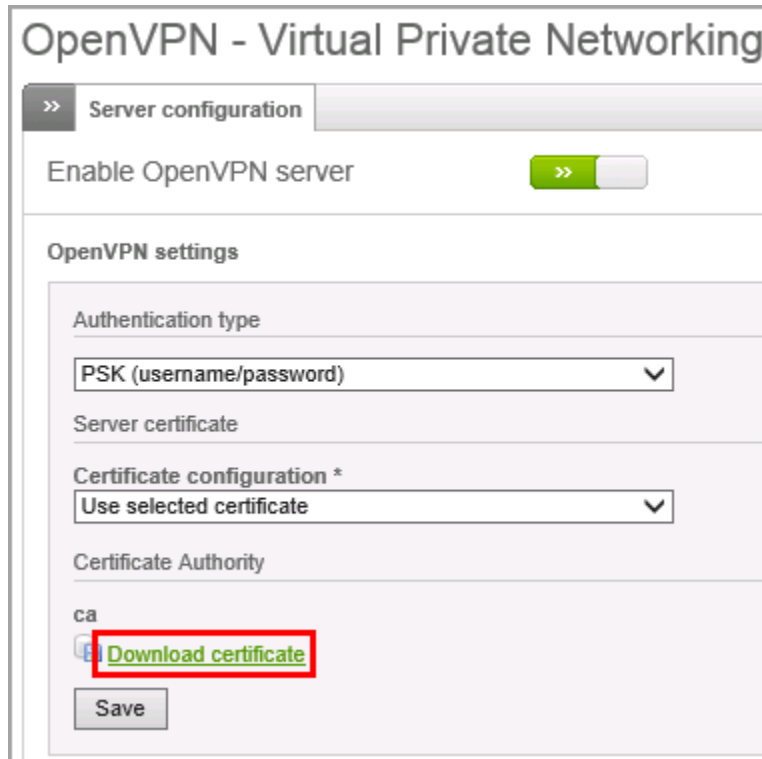 OpenVPN - Virtual Private Networking
» Server configuration
Enable OpenVPN server »
OpenVPN settings
Authentication type
PSK (username/password)
Server certificate
Certificate configuration *
Use selected certificate
Certificate Authority
ca
Download certificate
Save